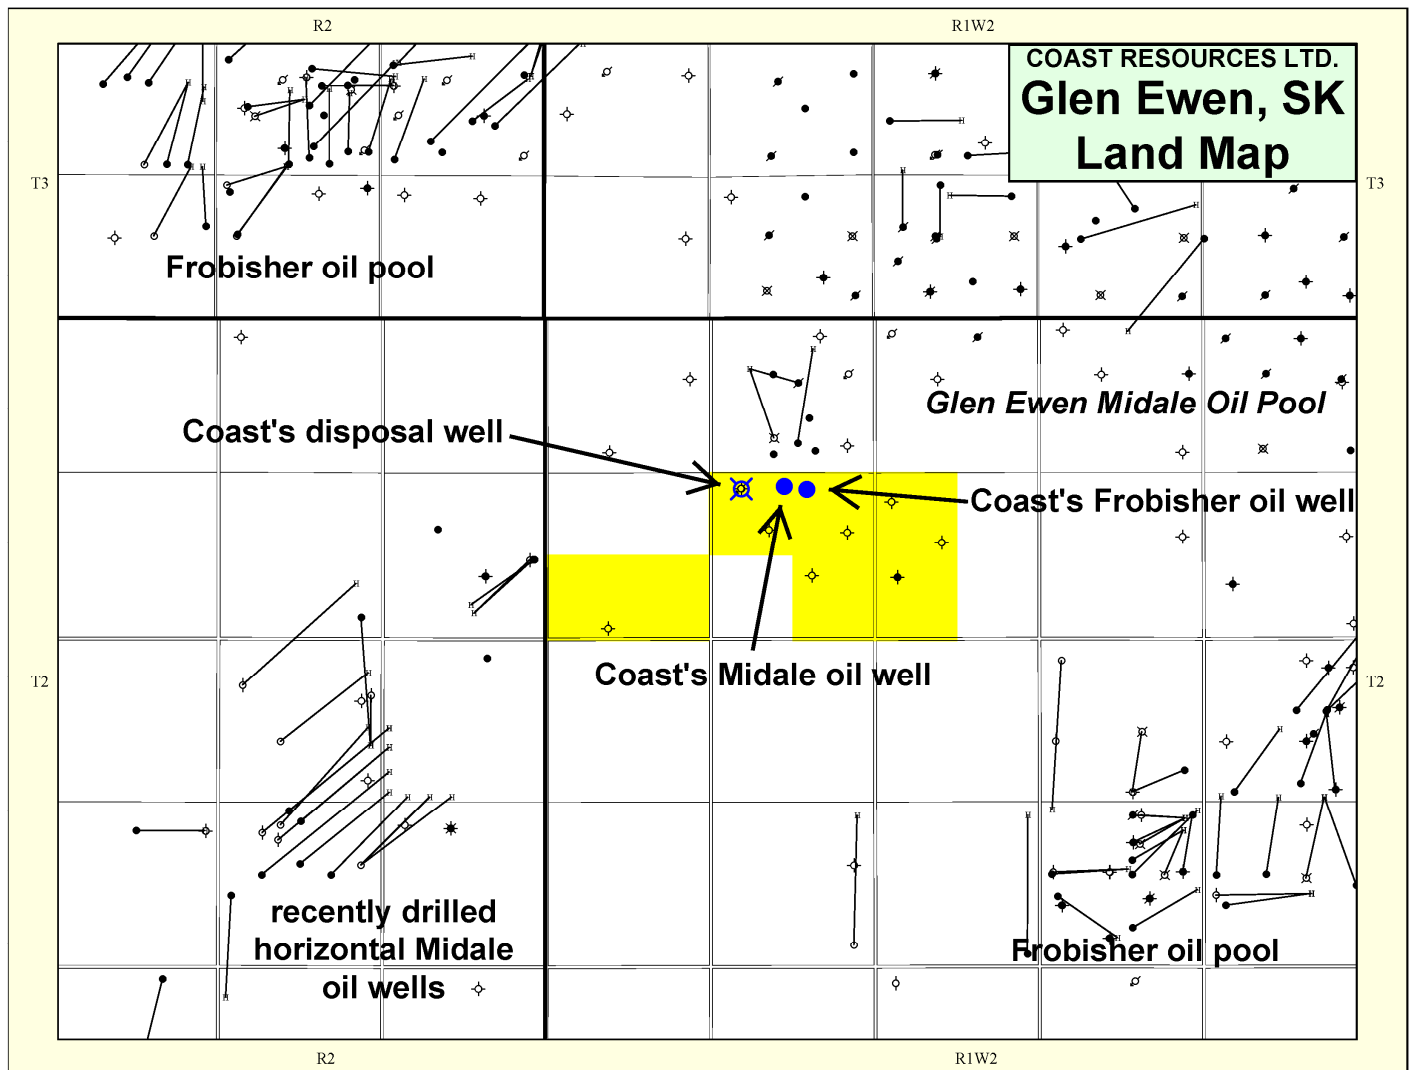 R2
R1W2
COAST RESOURCES LTD.
Glen Ewen, SK
Land Map
T3
T3
Frobisher oil pool
Glen Ewen Midale Oil Pool
Coast's disposal well
Coast's Frobisher oil well
Coast's Midale oil well
T2
T2
recently drilled
horizontal Midale
oil wells
Frobisher oil pool
R2
R1W2